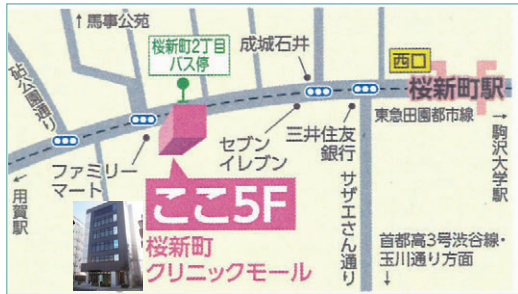 ↑馬事公苑
桜新町2丁目
バス停
成城石井
西口
桜新町駅
砧公園通り
東急田園都市線
セブン
イレブン
三井住友
銀行
ファミリー
マート
←用賀駅
駒沢大学駅→
サザエさん通り
ここ5F
桜新町
クリニックモール
首都高3号渋谷線・
玉川通り方面
↓